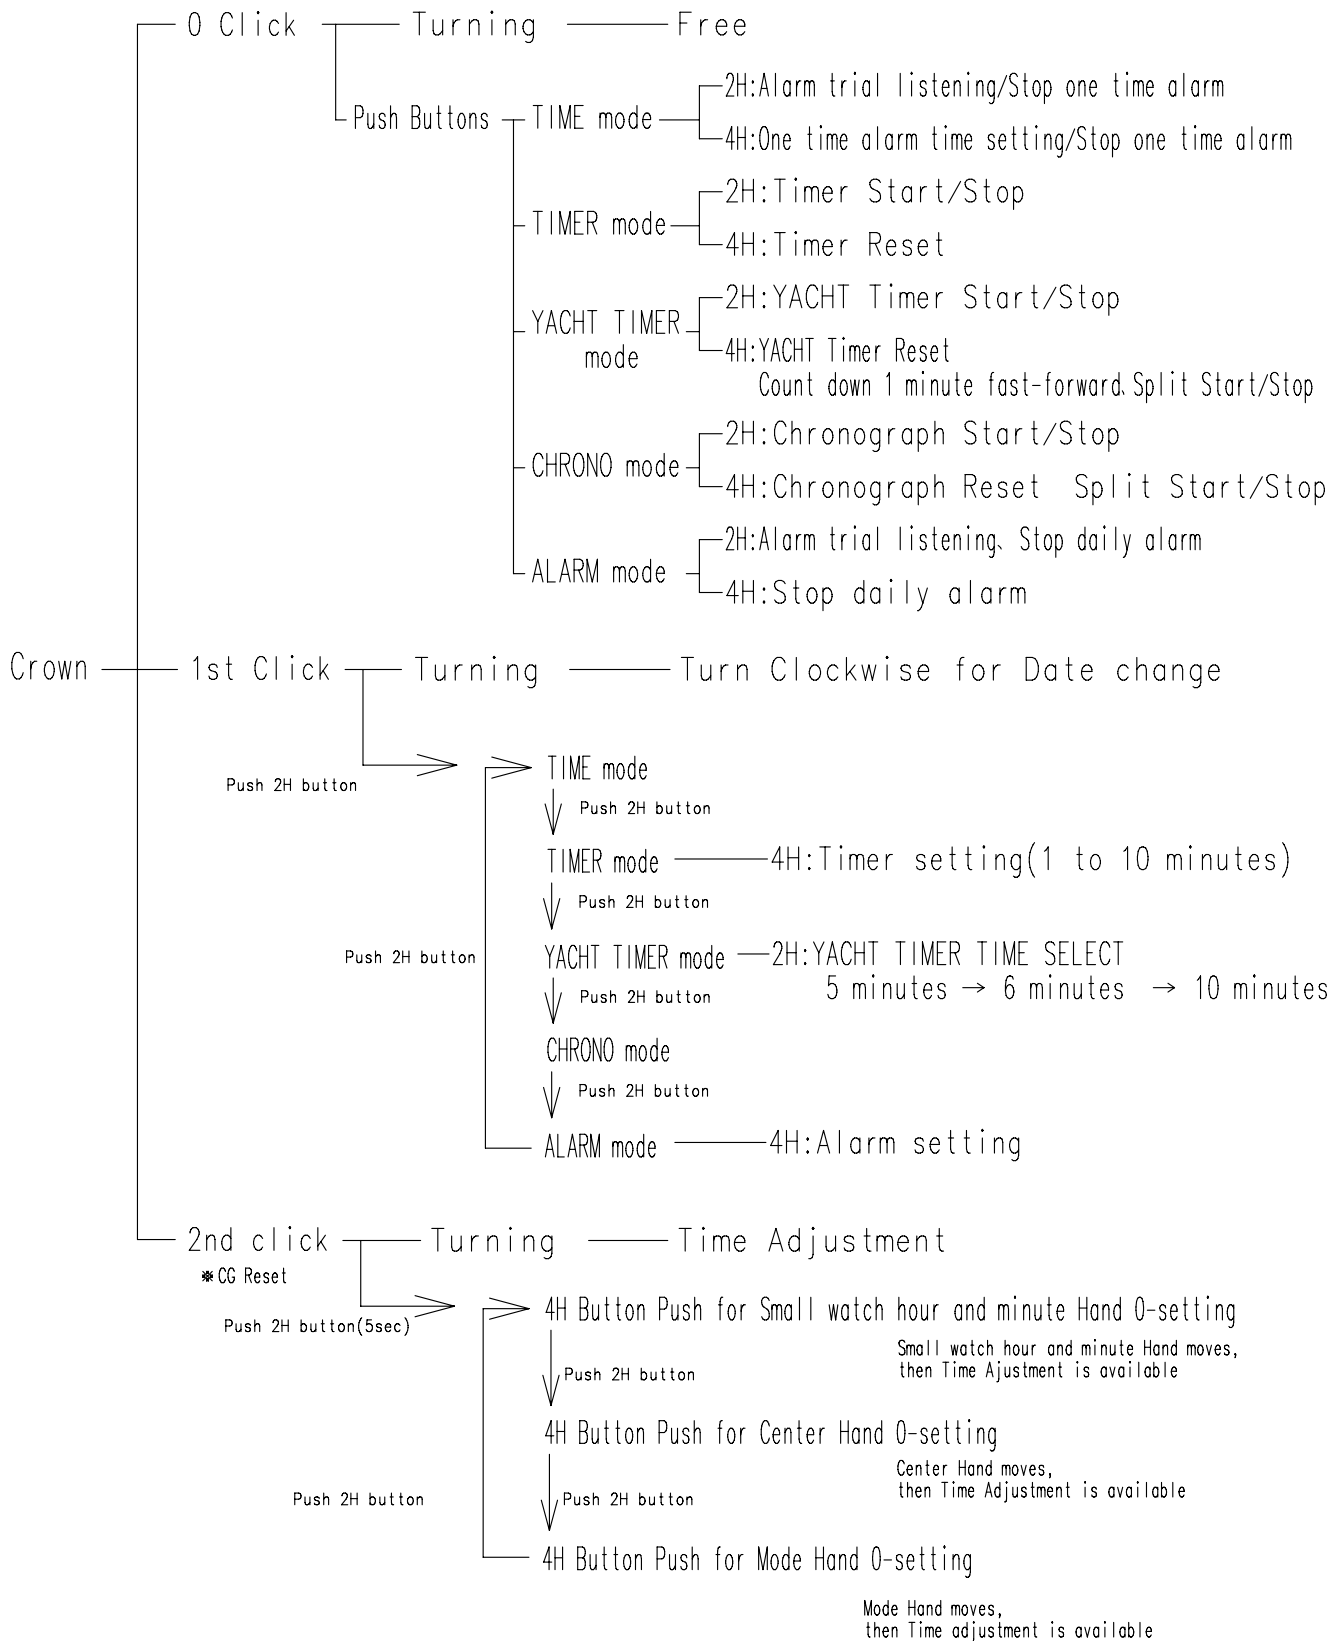 0 Click Turning Free
Push Buttons TIME mode 2H:Alarm trial listening/Stop one time alarm
4H:One time alarm time setting/Stop one time alarm
TIMER mode 2H:Timer Start/Stop
4H:Timer Reset
YACHT TIMER
mode
2H:YACHT Timer Start/Stop
4H:YACHT Timer Reset
Count down 1 minute fast-forward、Split Start/Stop
CHRONO mode 2H:Chronograph Start/Stop
4H:Chronograph Reset Split Start/Stop
ALARM mode 2H:Alarm trial listening、Stop daily alarm
4H:Stop daily alarm
Crown 1st Click Turning Turn Clockwise for Date change
Push 2H button
TIME mode
Push 2H button
TIMER mode 4H:Timer setting(1 to 10 minutes)
Push 2H button
Push 2H button
YACHT TIMER mode 2H:YACHT TIMER TIME SELECT
5 minutes → 6 minutes → 10 minutes
Push 2H button
CHRONO mode
Push 2H button
ALARM mode 4H:Alarm setting
2nd click Turning Time Adjustment
※CG Reset
Push 2H button(5sec)
4H Button Push for Small watch hour and minute Hand 0-setting
Small watch hour and minute Hand moves,
then Time Ajustment is available
Push 2H button
4H Button Push for Center Hand 0-setting
Center Hand moves,
then Time Adjustment is available
Push 2H button
Push 2H button
4H Button Push for Mode Hand 0-setting
Mode Hand moves,
then Time adjustment is available